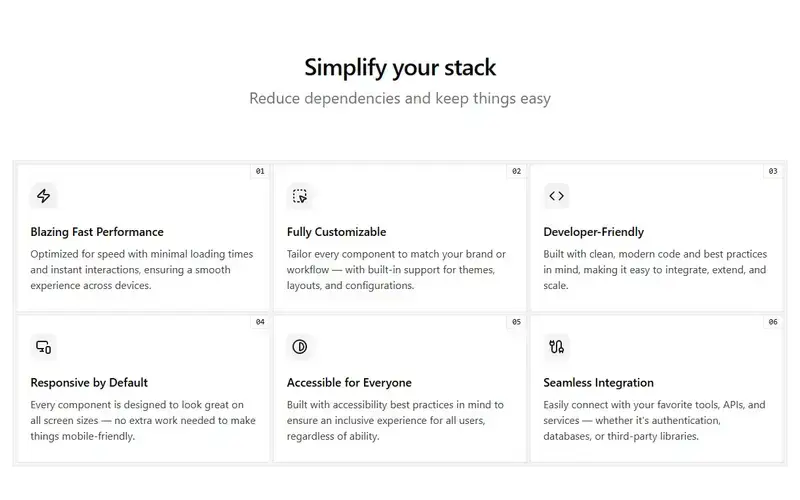 Simplify your stack
Reduce dependencies and keep things easy
01
Blazing Fast Performance
Optimized for speed with minimal loading times
and instant interactions, ensuring a smooth
experience across devices.
02
Fully Customizable
Tailor every component to match your brand or
workflow — with built-in support for themes,
layouts, and configurations.
03
Developer-Friendly
Built with clean, modern code and best practices
in mind, making it easy to integrate, extend, and
scale.
04
Responsive by Default
Every component is designed to look great on
all screen sizes — no extra work needed to make
things mobile-friendly.
05
Accessible for Everyone
Built with accessibility best practices in mind to
ensure an inclusive experience for all users,
regardless of ability.
06
Seamless Integration
Easily connect with your favorite tools, APIs, and
services — whether it's authentication,
databases, or third-party libraries.